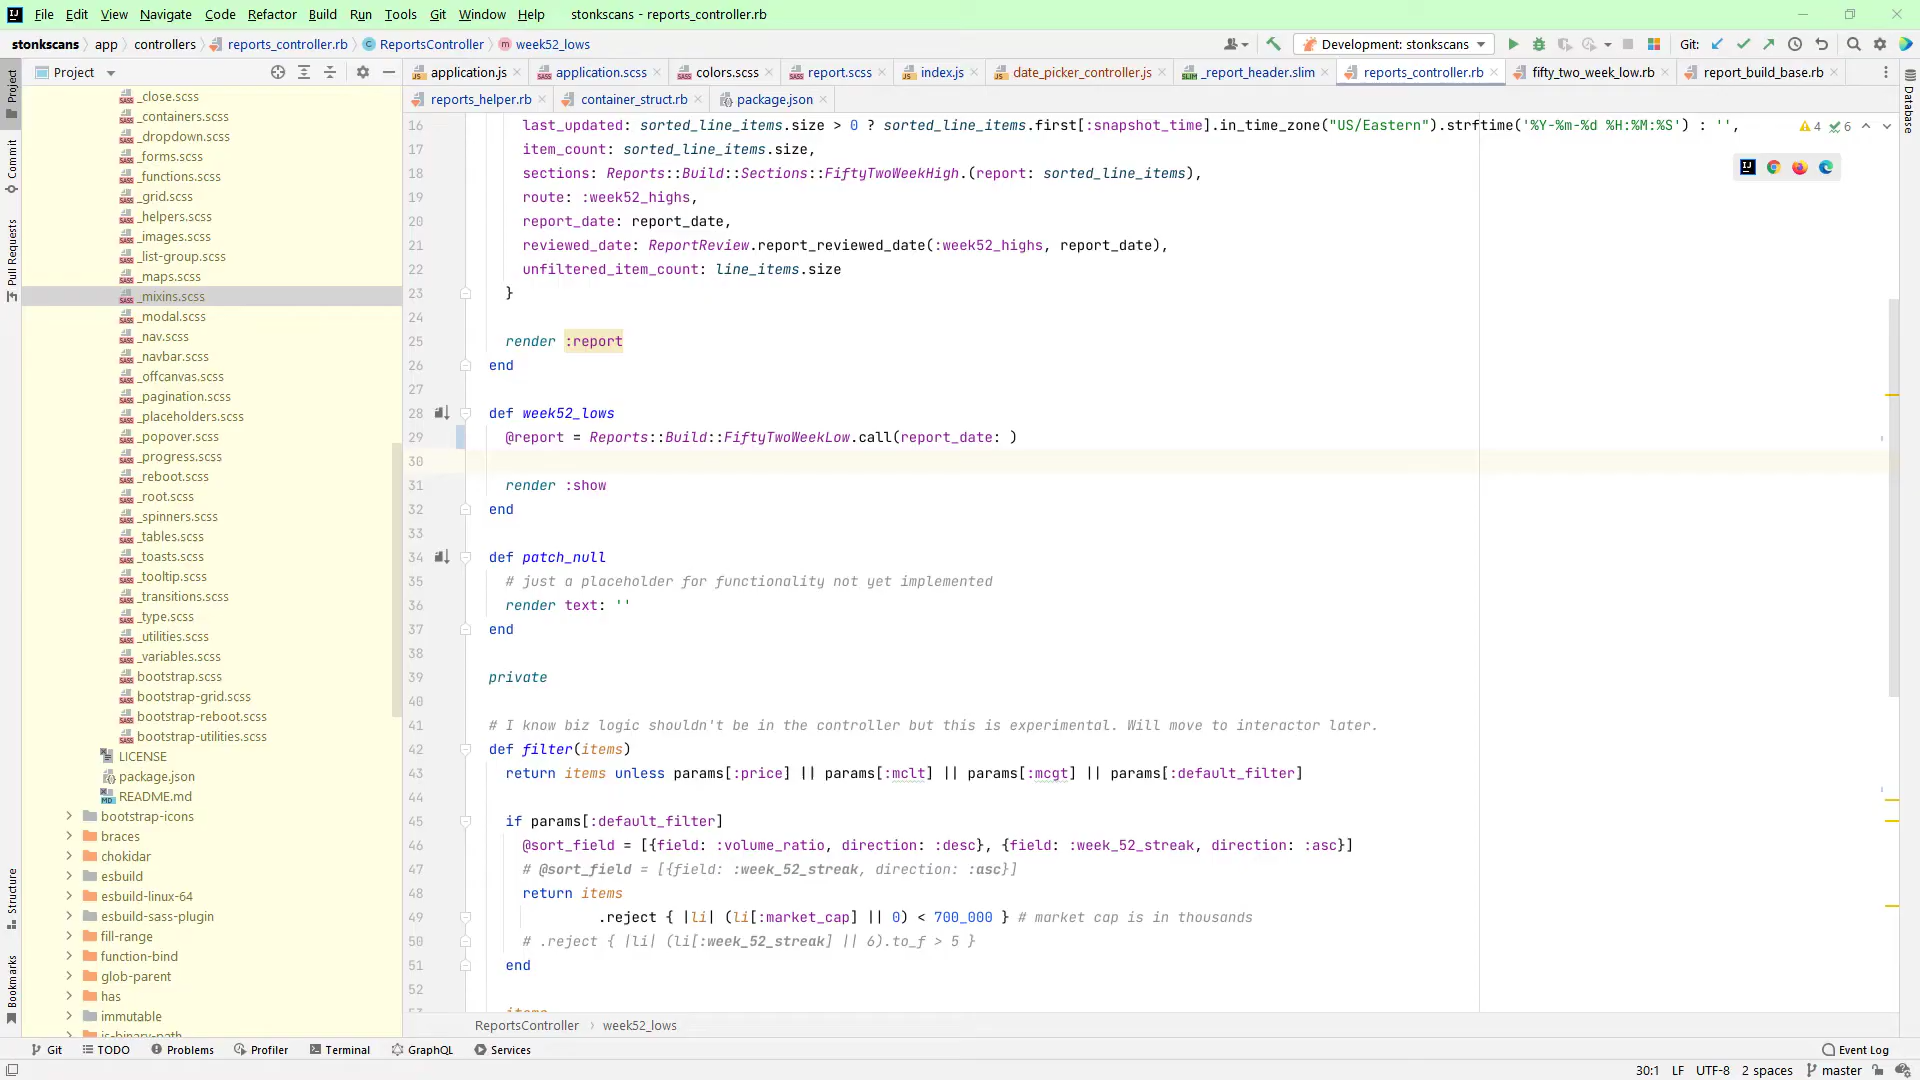 File Edit View Navigate Code Refactor Build Run Tools Git Window Help stonkscans - reports_controller.rb
stonkscans app controllers reports_controller.rb ReportsController week52_lows Development: stonkscans Git:
Project application.js application.scss colors.scss report.scss index.js date_picker_controller.js _report_header.slim reports_controller.rb fifty_two_week_low.rb report_build_base.rb
reports_helper.rb container_struct.rb package.json
Project
Commit
Pull Requests
Structure
Bookmarks
Database
_close.scss
_containers.scss
_dropdown.scss
_forms.scss
_functions.scss
_grid.scss
_helpers.scss
_images.scss
_list-group.scss
_maps.scss
_mixins.scss
_modal.scss
_nav.scss
_navbar.scss
_offcanvas.scss
_pagination.scss
_placeholders.scss
_popover.scss
_progress.scss
_reboot.scss
_root.scss
_spinners.scss
_tables.scss
_toasts.scss
_tooltip.scss
_transitions.scss
_type.scss
_utilities.scss
_variables.scss
bootstrap.scss
bootstrap-grid.scss
bootstrap-reboot.scss
bootstrap-utilities.scss
LICENSE
package.json
README.md
bootstrap-icons
braces
chokidar
esbuild
esbuild-linux-64
esbuild-sass-plugin
fill-range
function-bind
glob-parent
has
immutable
is-binary-path
16 last_updated: sorted_line_items.size > 0 ? sorted_line_items.first[:snapshot_time].in_time_zone("US/Eastern").strftime('%Y-%m-%d %H:%M:%S') : '', 4 6
17 item_count: sorted_line_items.size,
18 sections: Reports::Build::Sections::FiftyTwoWeekHigh.(report: sorted_line_items),
19 route: :week52_highs,
20 report_date: report_date,
21 reviewed_date: ReportReview.report_reviewed_date(:week52_highs, report_date),
22 unfiltered_item_count: line_items.size
23 }
24
25 render :report
26 end
27
28 def week52_lows
29 @report = Reports::Build::FiftyTwoWeekLow.call(report_date: )
30
31 render :show
32 end
33
34 def patch_null
35 # just a placeholder for functionality not yet implemented
36 render text: ''
37 end
38
39 private
40
41 # I know biz logic shouldn't be in the controller but this is experimental. Will move to interactor later.
42 def filter(items)
43 return items unless params[:price] || params[:mclt] || params[:mcgt] || params[:default_filter]
44
45 if params[:default_filter]
46 @sort_field = [{field: :volume_ratio, direction: :desc}, {field: :week_52_streak, direction: :asc}]
47 # @sort_field = [{field: :week_52_streak, direction: :asc}]
48 return items
49 .reject { |li| (li[:market_cap] || 0) < 700_000 } # market cap is in thousands
50 # .reject { |li| (li[:week_52_streak] || 6).to_f > 5 }
51 end
52
53 items
ReportsController week52_lows
Git TODO Problems Profiler Terminal GraphQL Services Event Log
30:1 LF UTF-8 2 spaces master